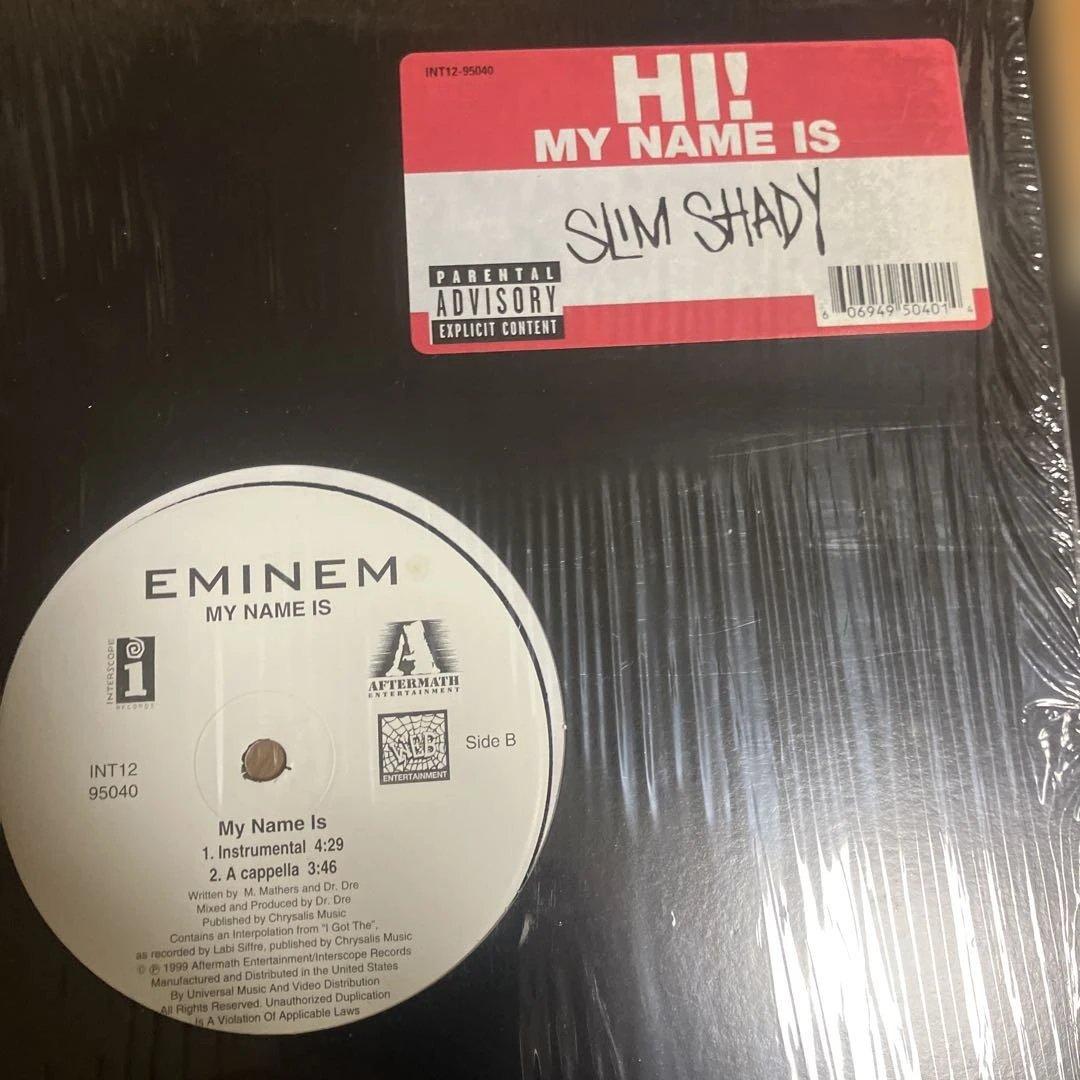 INT12-95040
HI!
MY NAME IS
SLIM SHADY
PARENTAL
ADVISORY
EXPLICIT CONTENT
6 06949 50401 4
EMINEM
MY NAME IS
INTERSCOPE
i
RECORDS
A
AFTERMATH
ENTERTAINMENT
WEB
ENTERTAINMENT
Side B
INT12
95040
My Name Is
1. Instrumental 4:29
2. A cappella 3:46
Written by M. Mathers and Dr. Dre
Mixed and Produced by Dr. Dre
Published by Chrysalis Music
Contains an Interpolation from "I Got The",
as recorded by Labi Siffre, published by Chrysalis Music
© ℗ 1999 Aftermath Entertainment/Interscope Records
Manufactured and Distributed in the United States
By Universal Music And Video Distribution
All Rights Reserved. Unauthorized Duplication
Is A Violation Of Applicable Laws